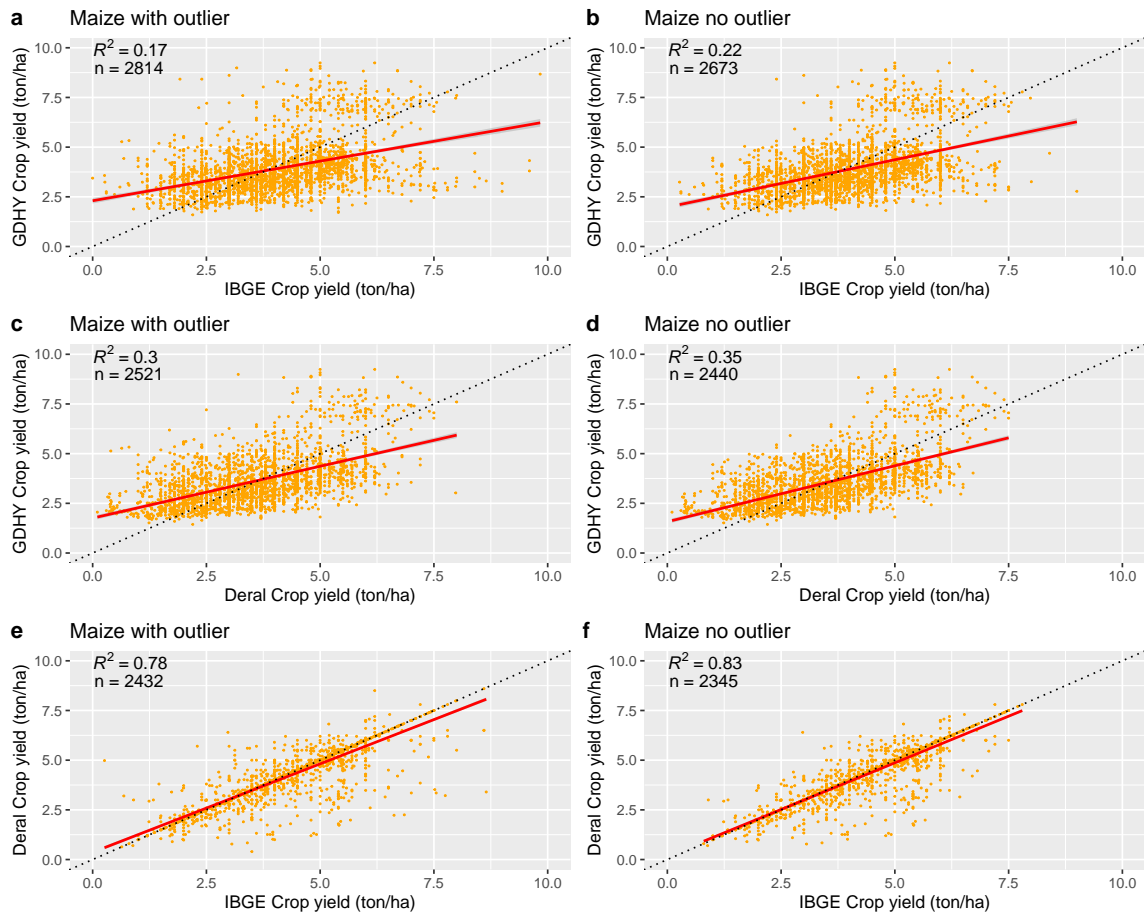 a Maize with outlier
R² = 0.17
n = 2814
GDHY Crop yield (ton/ha)
10.0
7.5
5.0
2.5
0.0
0.0 2.5 5.0 7.5 10.0
IBGE Crop yield (ton/ha)
b Maize no outlier
R² = 0.22
n = 2673
GDHY Crop yield (ton/ha)
10.0
7.5
5.0
2.5
0.0
0.0 2.5 5.0 7.5 10.0
IBGE Crop yield (ton/ha)
c Maize with outlier
R² = 0.3
n = 2521
GDHY Crop yield (ton/ha)
10.0
7.5
5.0
2.5
0.0
0.0 2.5 5.0 7.5 10.0
Deral Crop yield (ton/ha)
d Maize no outlier
R² = 0.35
n = 2440
GDHY Crop yield (ton/ha)
10.0
7.5
5.0
2.5
0.0
0.0 2.5 5.0 7.5 10.0
Deral Crop yield (ton/ha)
e Maize with outlier
R² = 0.78
n = 2432
Deral Crop yield (ton/ha)
10.0
7.5
5.0
2.5
0.0
0.0 2.5 5.0 7.5 10.0
IBGE Crop yield (ton/ha)
f Maize no outlier
R² = 0.83
n = 2345
Deral Crop yield (ton/ha)
10.0
7.5
5.0
2.5
0.0
0.0 2.5 5.0 7.5 10.0
IBGE Crop yield (ton/ha)